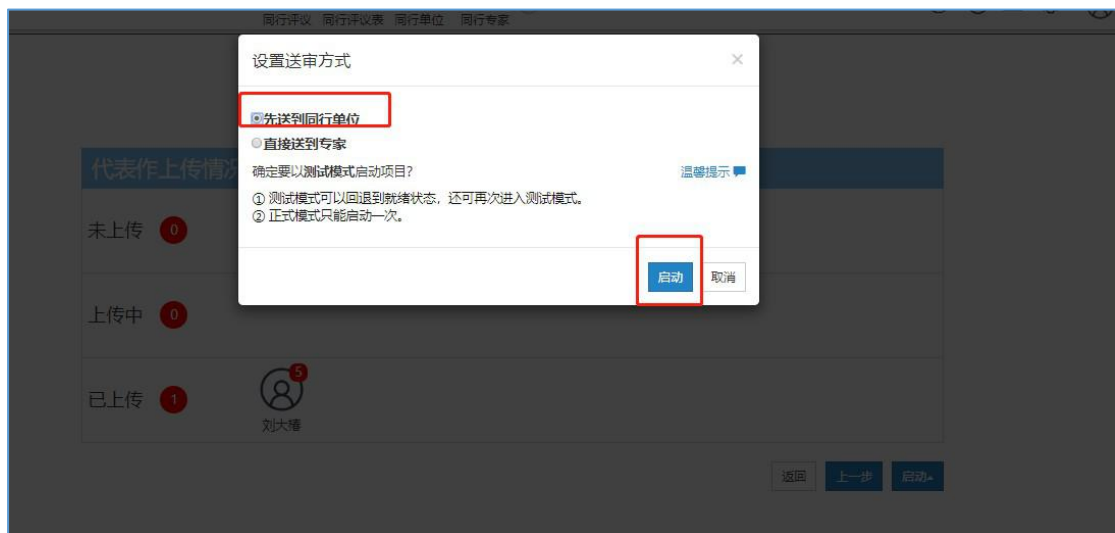 同行评议 同行评议表 同行单位 同行专家
设置送审方式
先送到同行单位
直接送到专家
确定要以测试模式启动项目?
温馨提示
① 测试模式可以回退到就绪状态，还可再次进入测试模式。
② 正式模式只能启动一次。
启动 取消
代表作上传情况
未上传 0
上传中 0
已上传 1
5
刘大椿
返回 上一步 启动